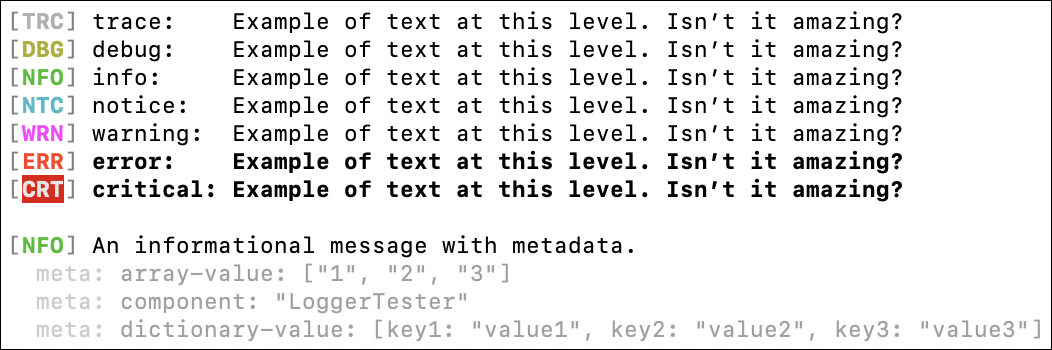 [TRC] trace:    Example of text at this level. Isn’t it amazing?
[DBG] debug:    Example of text at this level. Isn’t it amazing?
[NFO] info:     Example of text at this level. Isn’t it amazing?
[NTC] notice:   Example of text at this level. Isn’t it amazing?
[WRN] warning:  Example of text at this level. Isn’t it amazing?
[ERR] error:    Example of text at this level. Isn’t it amazing?
[CRT] critical: Example of text at this level. Isn’t it amazing?
[NFO] An informational message with metadata.
  meta: array-value: ["1", "2", "3"]
  meta: component: "LoggerTester"
  meta: dictionary-value: [key1: "value1", key2: "value2", key3: "value3"]